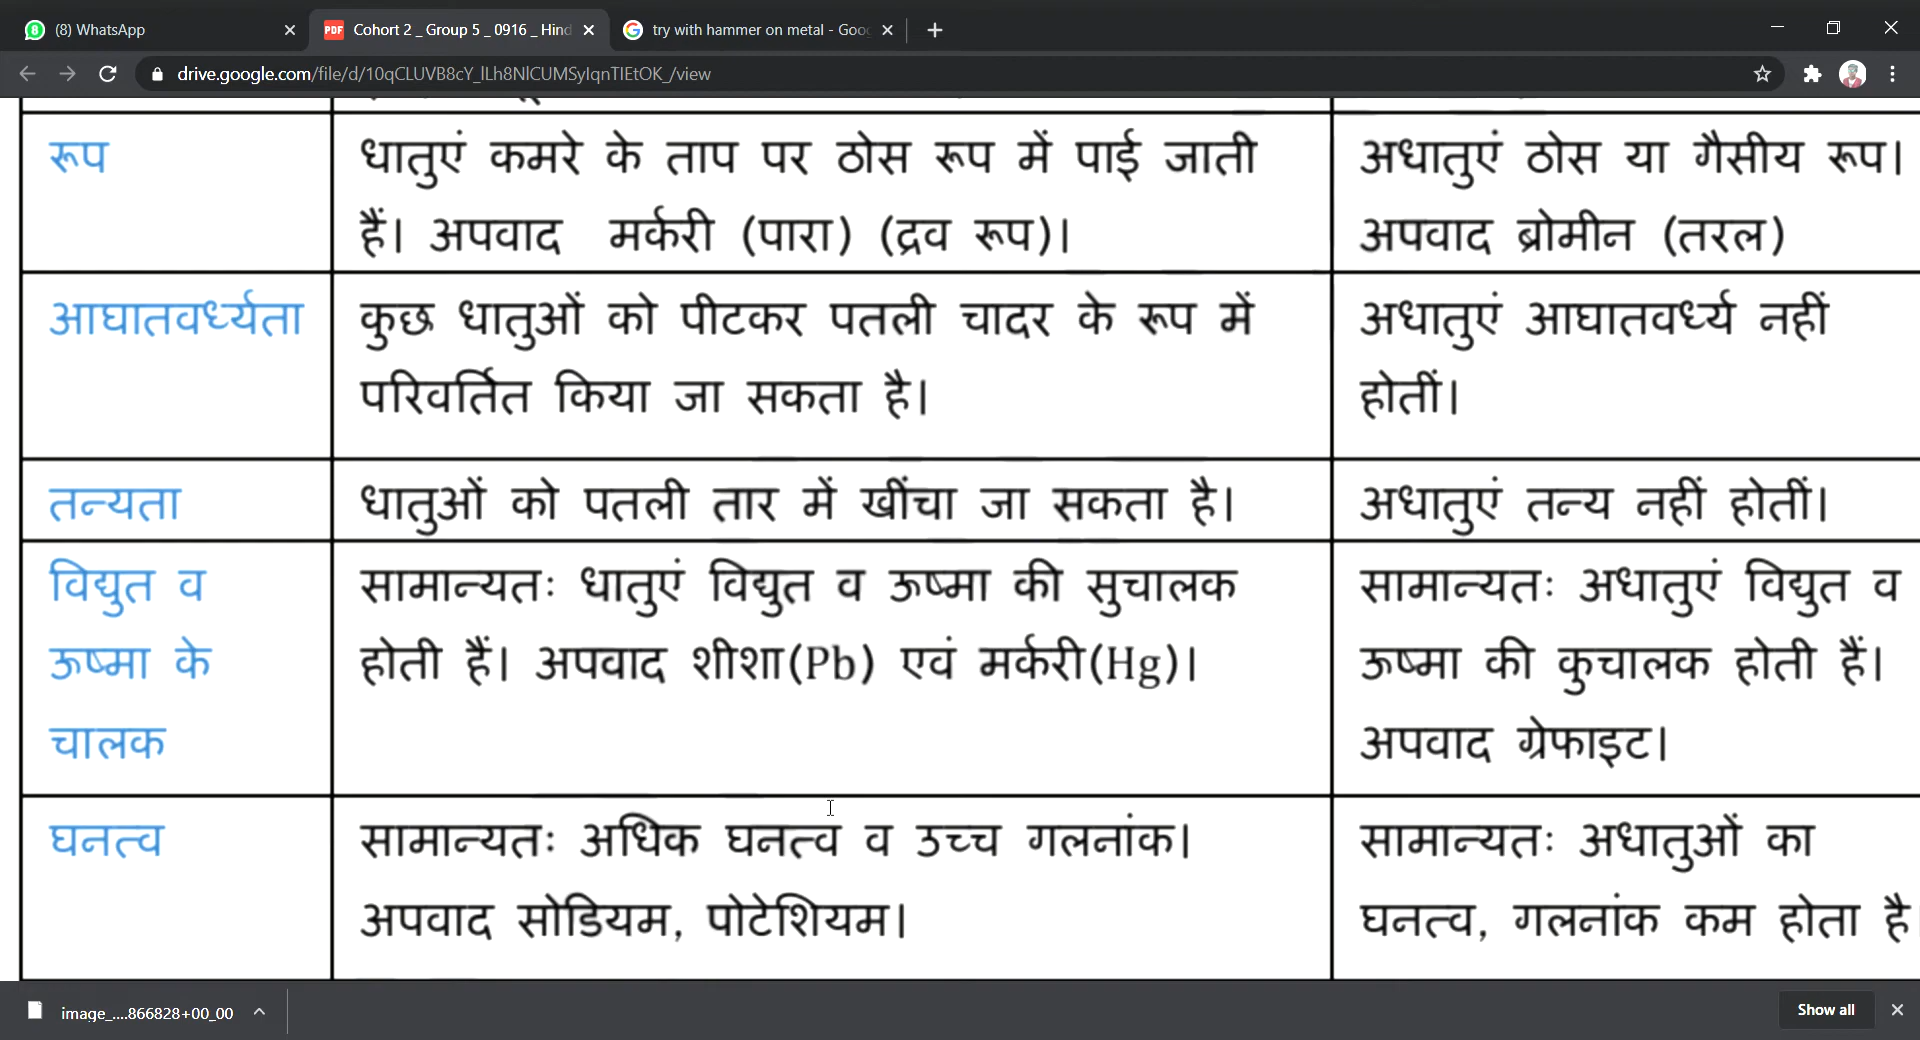 (8) WhatsApp
Cohort 2 _ Group 5 _ 0916 _ Hind
try with hammer on metal - Goo
drive.google.com/file/d/10qCLUVB8cY_lLh8NlCUMSyIqnTIEtOK_/view
रूप
धातुएं कमरे के ताप पर ठोस रूप में पाई जाती
हैं। अपवाद मर्करी (पारा) (द्रव रूप)।
अधातुएं ठोस या गैसीय रूप।
अपवाद ब्रोमीन (तरल)
आघातवर्ध्यता
कुछ धातुओं को पीटकर पतली चादर के रूप में
परिवर्तित किया जा सकता है।
अधातुएं आघातवर्ध्य नहीं
होतीं।
तन्यता
धातुओं को पतली तार में खींचा जा सकता है।
अधातुएं तन्य नहीं होतीं।
विद्युत व
ऊष्मा के
चालक
सामान्यतः धातुएं विद्युत व ऊष्मा की सुचालक
होती हैं। अपवाद शीशा(Pb) एवं मर्करी(Hg)।
सामान्यतः अधातुएं विद्युत व
ऊष्मा की कुचालक होती हैं।
अपवाद ग्रेफाइट।
घनत्व
सामान्यतः अधिक घनत्व व उच्च गलनांक।
अपवाद सोडियम, पोटेशियम।
सामान्यतः अधातुओं का
घनत्व, गलनांक कम होता है।
image_....866828+00_00
Show all